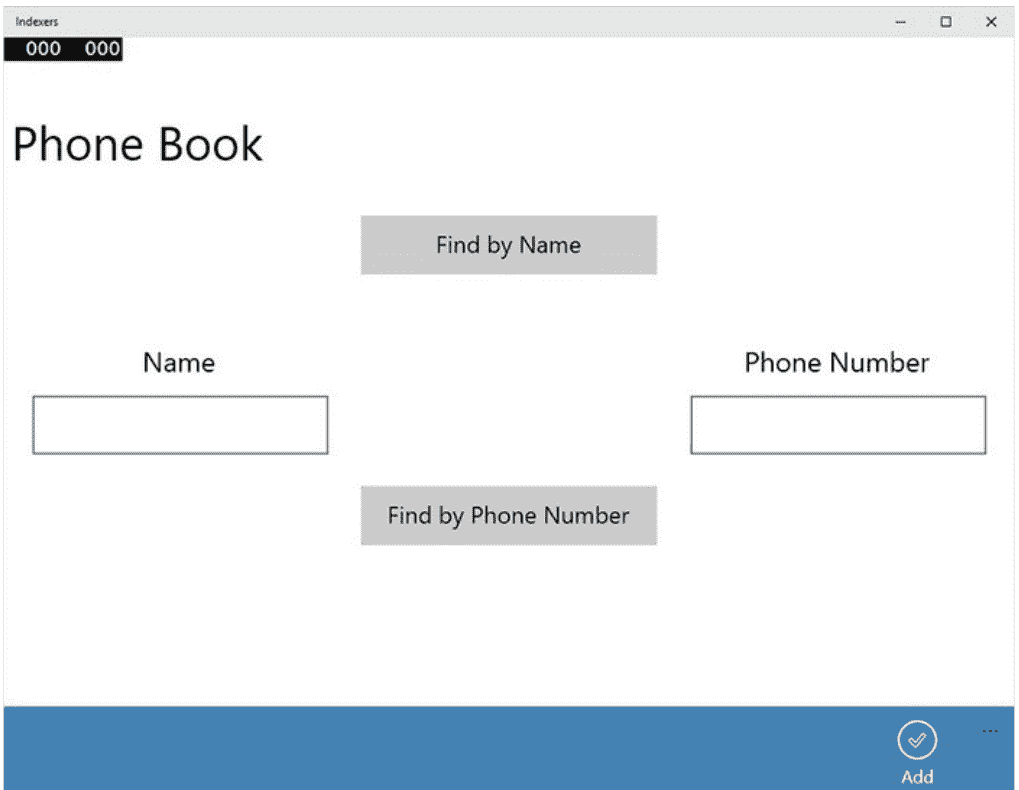 Indexers
000 000
Phone Book
Find by Name
Name
Phone Number
Find by Phone Number
...
Add